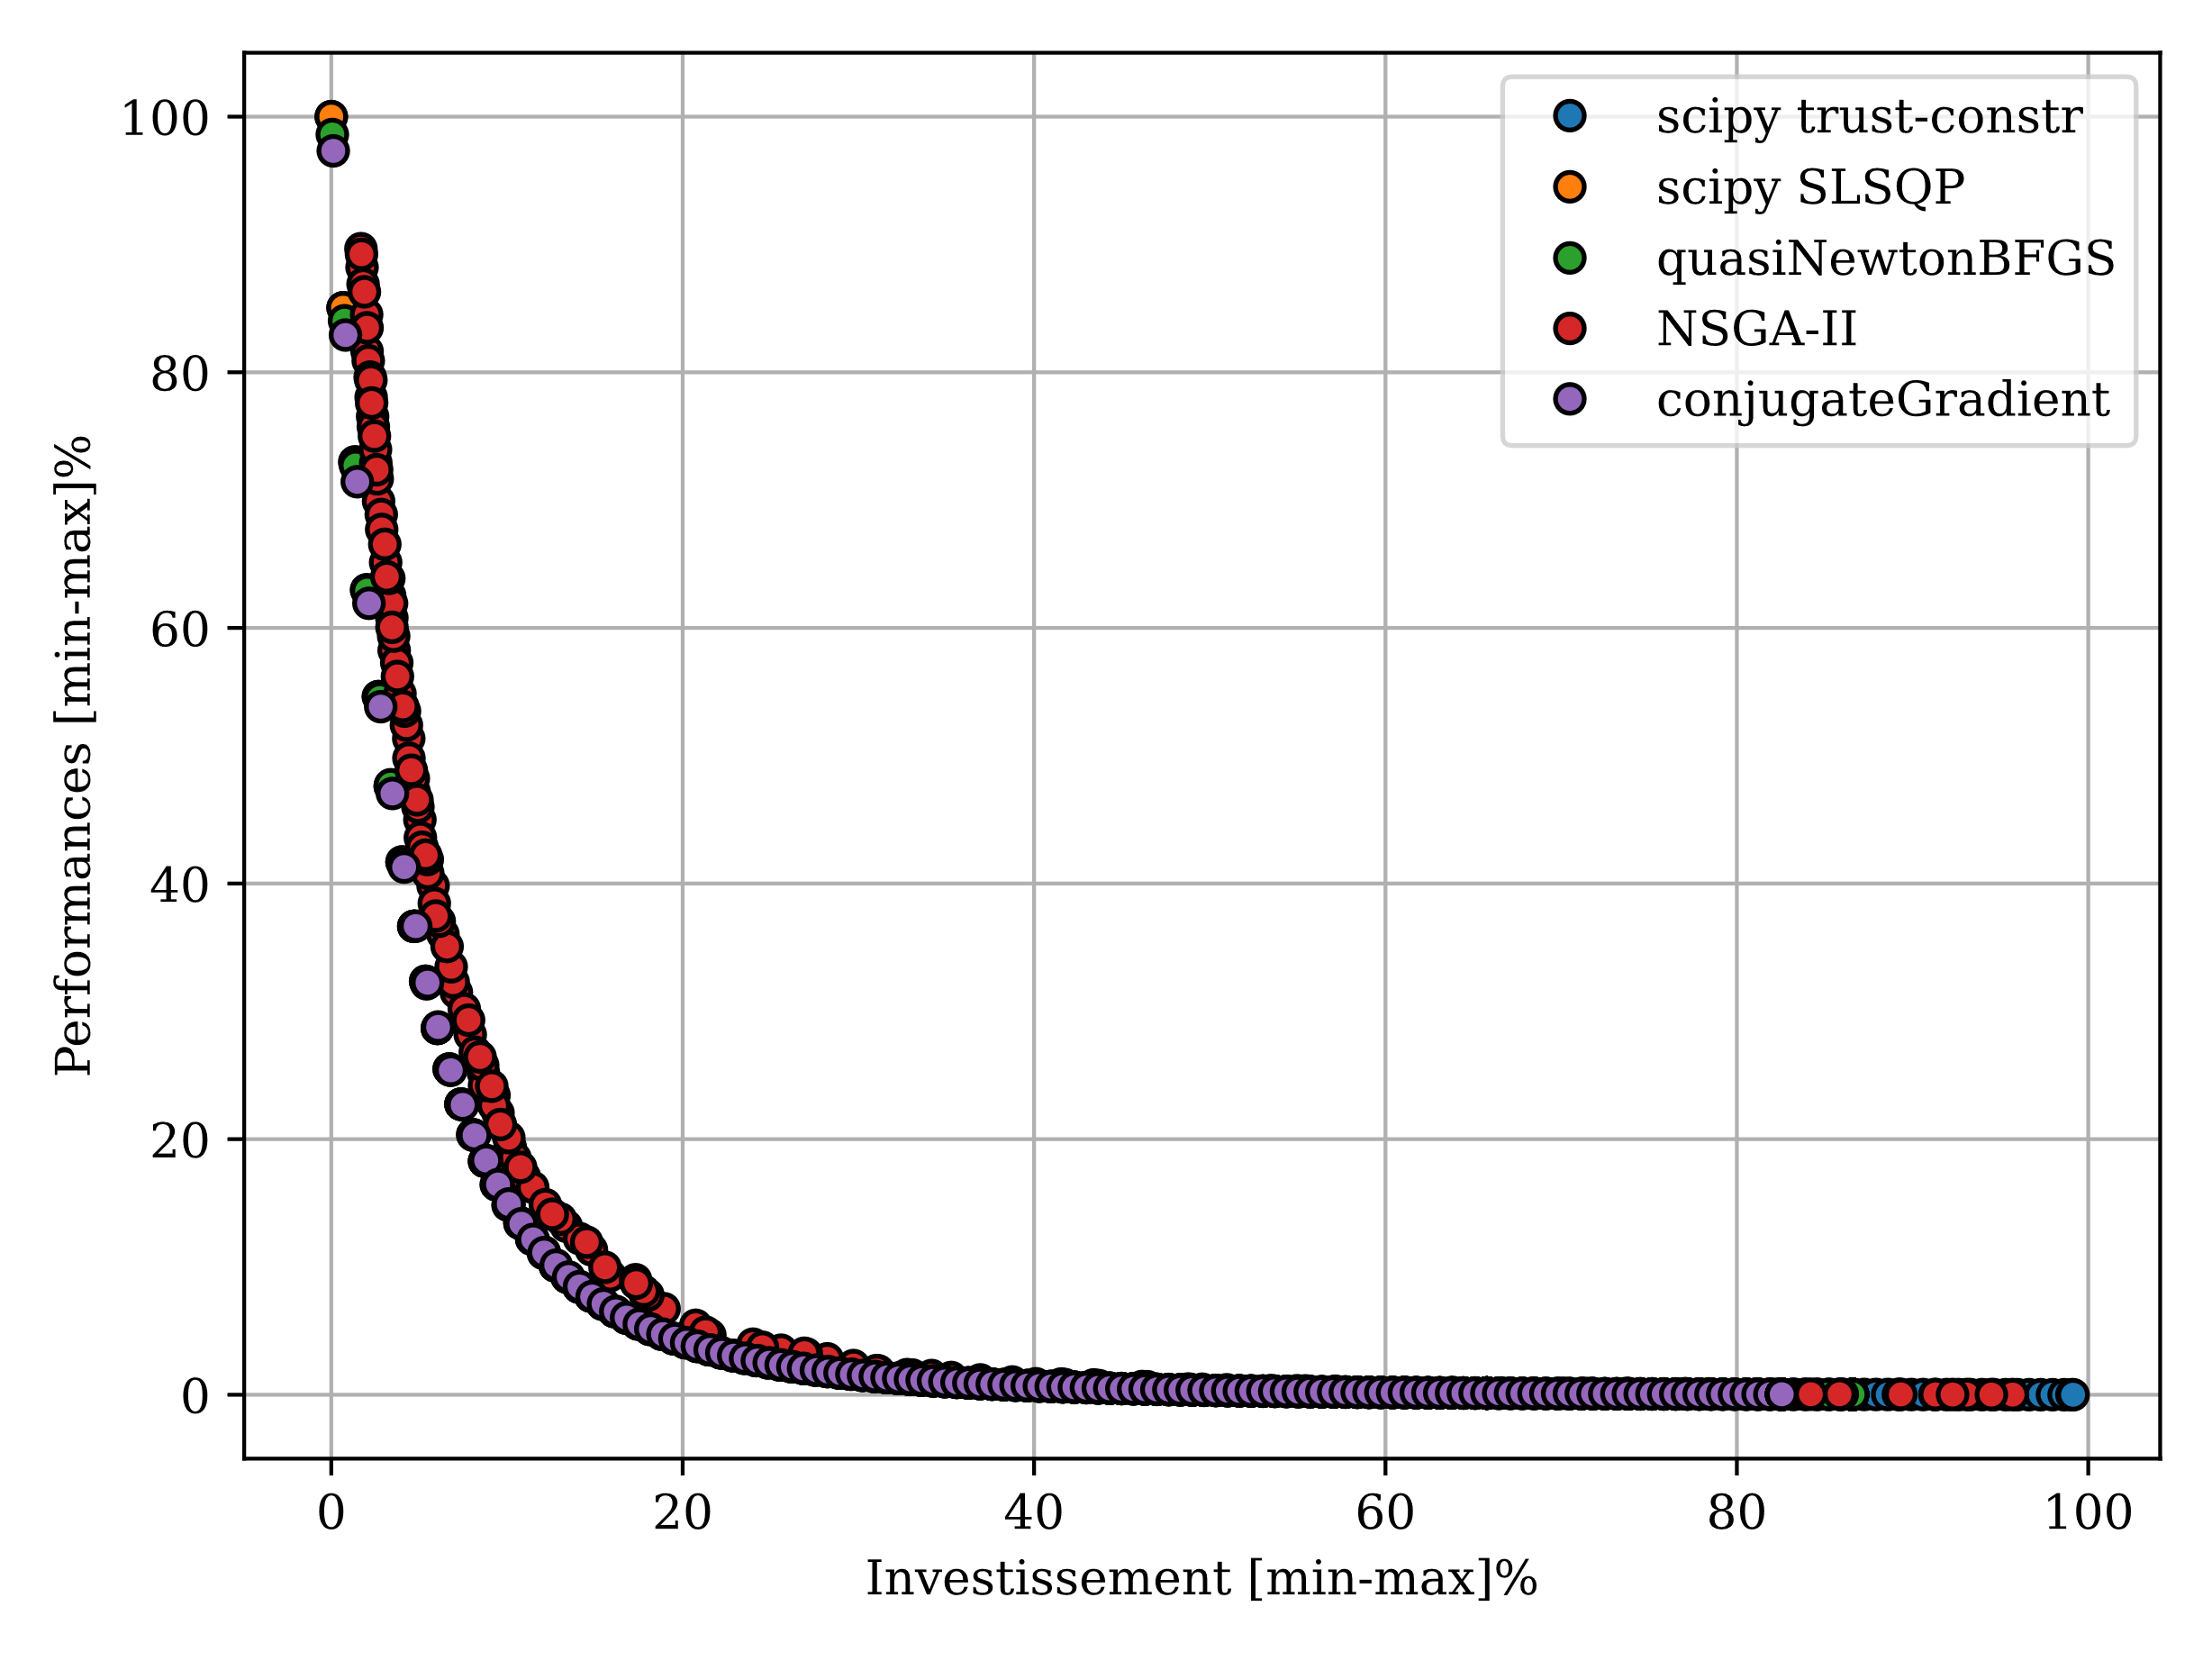 100
80
60
40
20
0
Performances [min-max]%
0 20 40 60 80 100
Investissement [min-max]%
scipy trust-constr
scipy SLSQP
quasiNewtonBFGS
NSGA-II
conjugateGradient